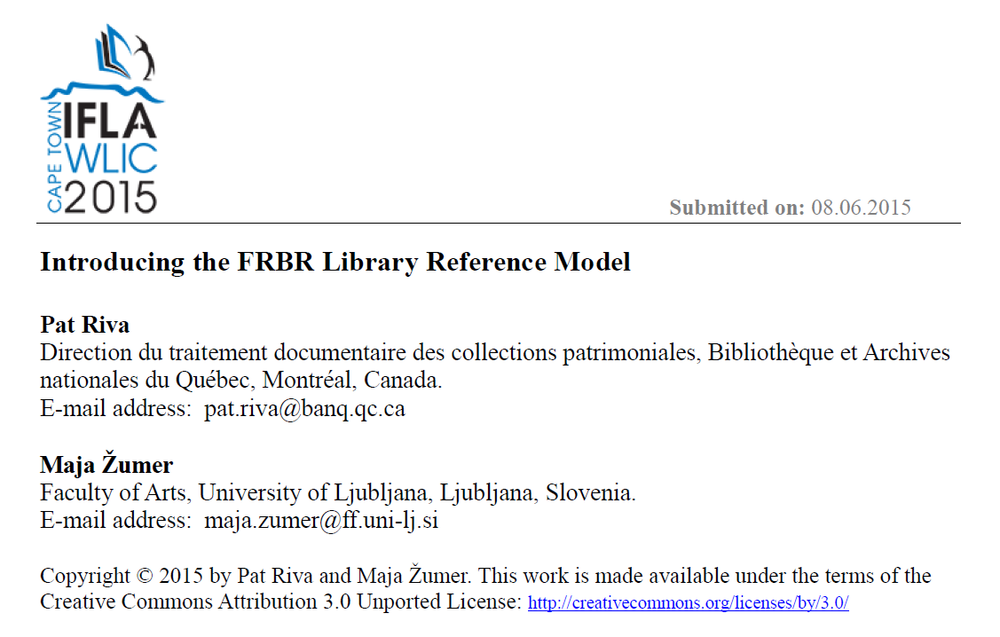 CAPE TOWN
IFLA
WLIC
2015
Submitted on: 08.06.2015
Introducing the FRBR Library Reference Model
Pat Riva
Direction du traitement documentaire des collections patrimoniales, Bibliothèque et Archives
nationales du Québec, Montréal, Canada.
E-mail address:  pat.riva@banq.qc.ca
Maja Žumer
Faculty of Arts, University of Ljubljana, Ljubljana, Slovenia.
E-mail address:  maja.zumer@ff.uni-lj.si
Copyright © 2015 by Pat Riva and Maja Žumer. This work is made available under the terms of the
Creative Commons Attribution 3.0 Unported License: http://creativecommons.org/licenses/by/3.0/